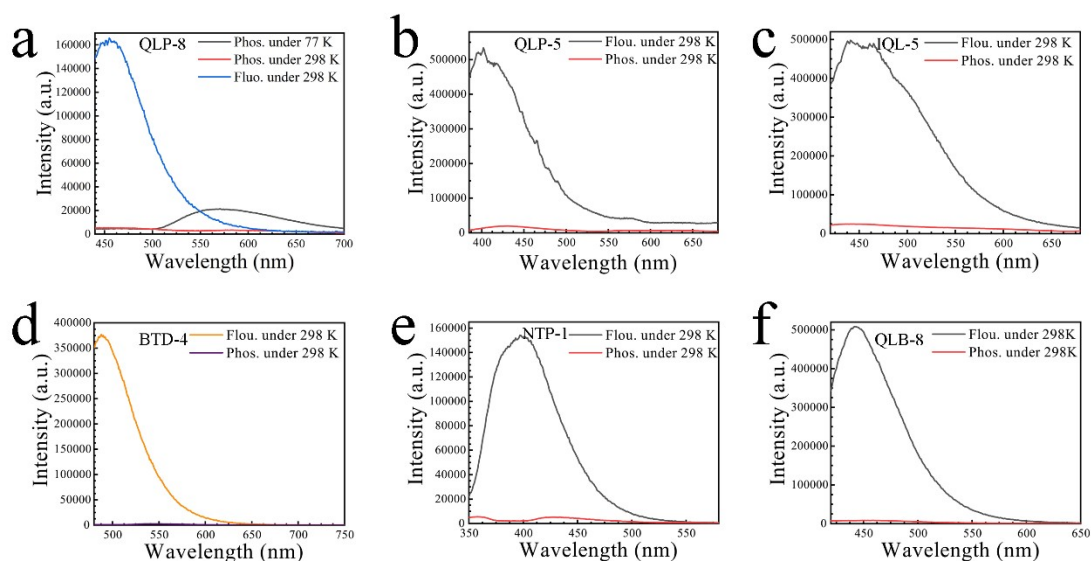 a
QLP-8
Phos. under 77 K
Phos. under 298 K
Fluo. under 298 K
Intensity (a.u.)
160000
140000
120000
100000
80000
60000
40000
20000
0
450 500 550 600 650 700
Wavelength (nm)
b
QLP-5
Flou. under 298 K
Phos. under 298 K
Intensity (a.u.)
600000
500000
400000
300000
200000
100000
0
400 450 500 550 600 650
Wavelength (nm)
c
IQL-5
Flou. under 298 K
Phos. under 298 K
Intensity (a.u.)
500000
400000
300000
200000
100000
0
450 500 550 600 650
Wavelength (nm)
d
BTD-4
Flou. under 298 K
Phos. under 298 K
Intensity (a.u.)
400000
350000
300000
250000
200000
150000
100000
50000
0
500 550 600 650 700 750
Wavelength (nm)
e
NTP-1
Flou. under 298 K
Phos. under 298 K
Intensity (a.u.)
160000
140000
120000
100000
80000
60000
40000
20000
0
350 400 450 500 550
Wavelength (nm)
f
QLB-8
Flou. under 298K
Phos. under 298K
Intensity (a.u.)
500000
400000
300000
200000
100000
0
450 500 550 600 650
Wavelength (nm)